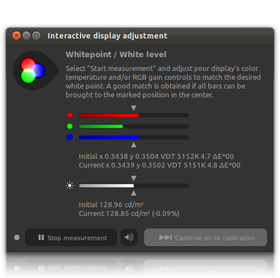 Interactive display adjustment
Whitepoint / White level
Select "Start measurement" and adjust your display's color
temperature and/or RGB gain controls to match the desired
white point. A good match is obtained if all bars can be
brought to the marked position in the center.
Initial x 0.3438 y 0.3504 VDT 5152K 4.7 ΔE*00
Current x 0.3439 y 0.3502 VDT 5151K 4.8 ΔE*00
Initial 128.96 cd/m²
Current 128.85 cd/m² (-0.09%)
Stop measurement
Continue on to calibration